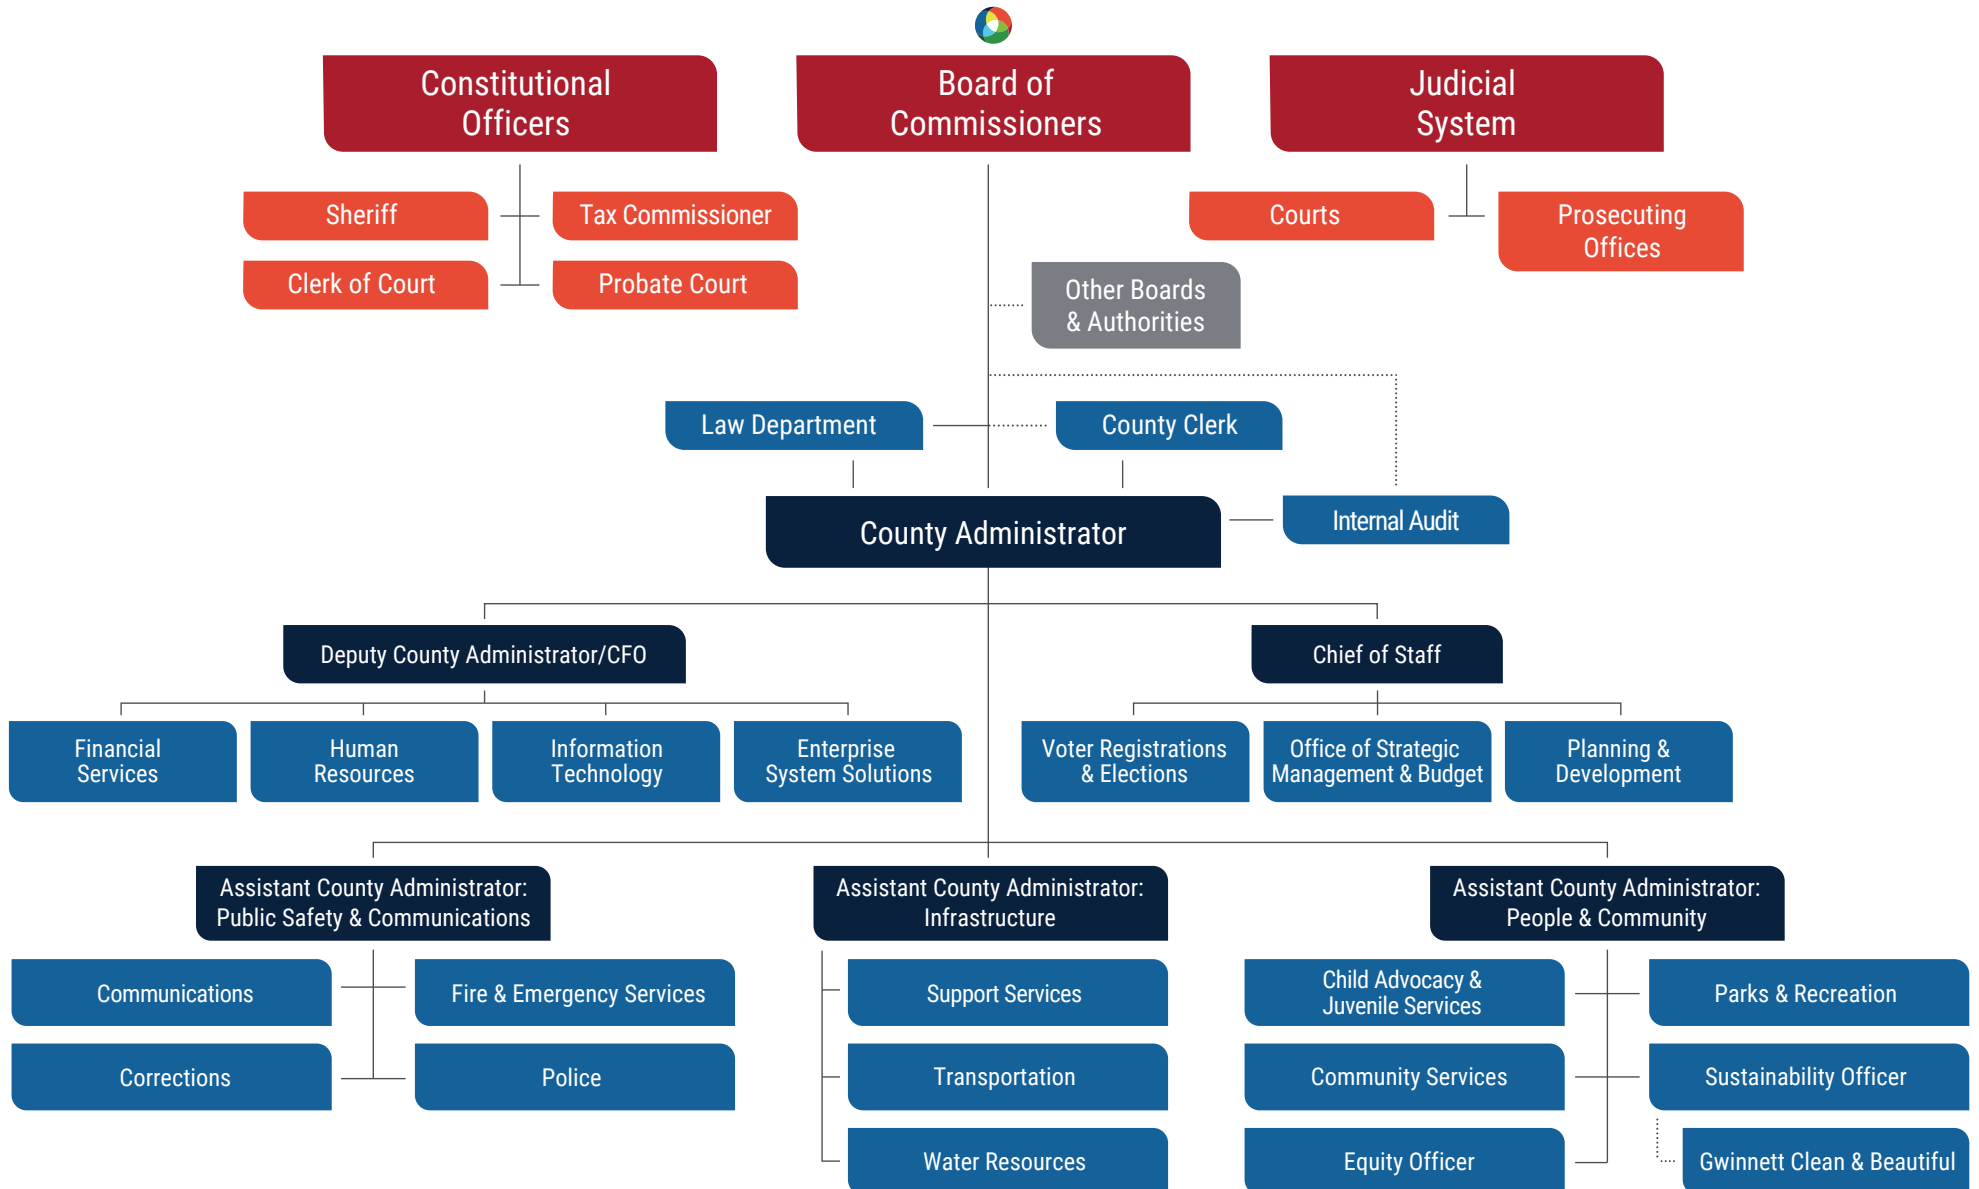 Constitutional
Officers
Board of
Commissioners
Judicial
System
Sheriff
Tax Commissioner
Clerk of Court
Probate Court
Courts
Prosecuting
Offices
Other Boards
& Authorities
Law Department
County Clerk
County Administrator
Internal Audit
Deputy County Administrator/CFO
Chief of Staff
Financial
Services
Human
Resources
Information
Technology
Enterprise
System Solutions
Voter Registrations
& Elections
Office of Strategic
Management & Budget
Planning &
Development
Assistant County Administrator:
Public Safety & Communications
Assistant County Administrator:
Infrastructure
Assistant County Administrator:
People & Community
Communications
Fire & Emergency Services
Corrections
Police
Support Services
Transportation
Water Resources
Child Advocacy &
Juvenile Services
Parks & Recreation
Community Services
Sustainability Officer
Equity Officer
Gwinnett Clean & Beautiful